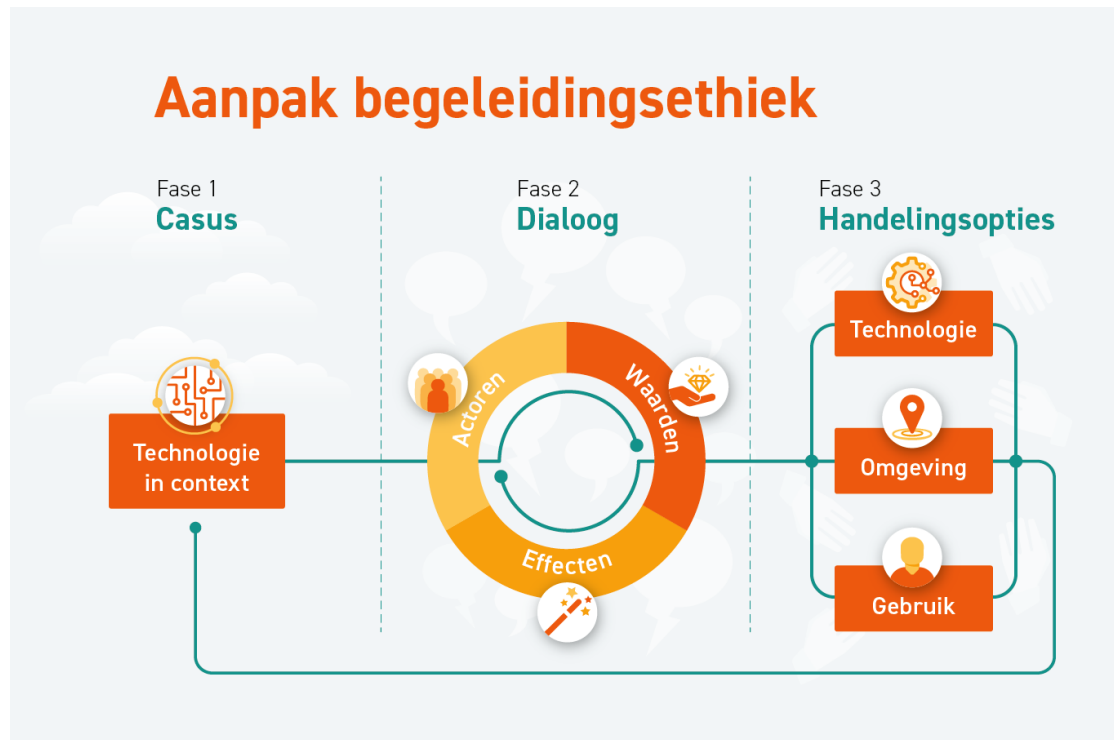 Aanpak begeleidingsethiek
Fase 1
Casus
Technologie
in context
Fase 2
Dialoog
Actoren
Waarden
Effecten
Fase 3
Handelingsopties
Technologie
Omgeving
Gebruik